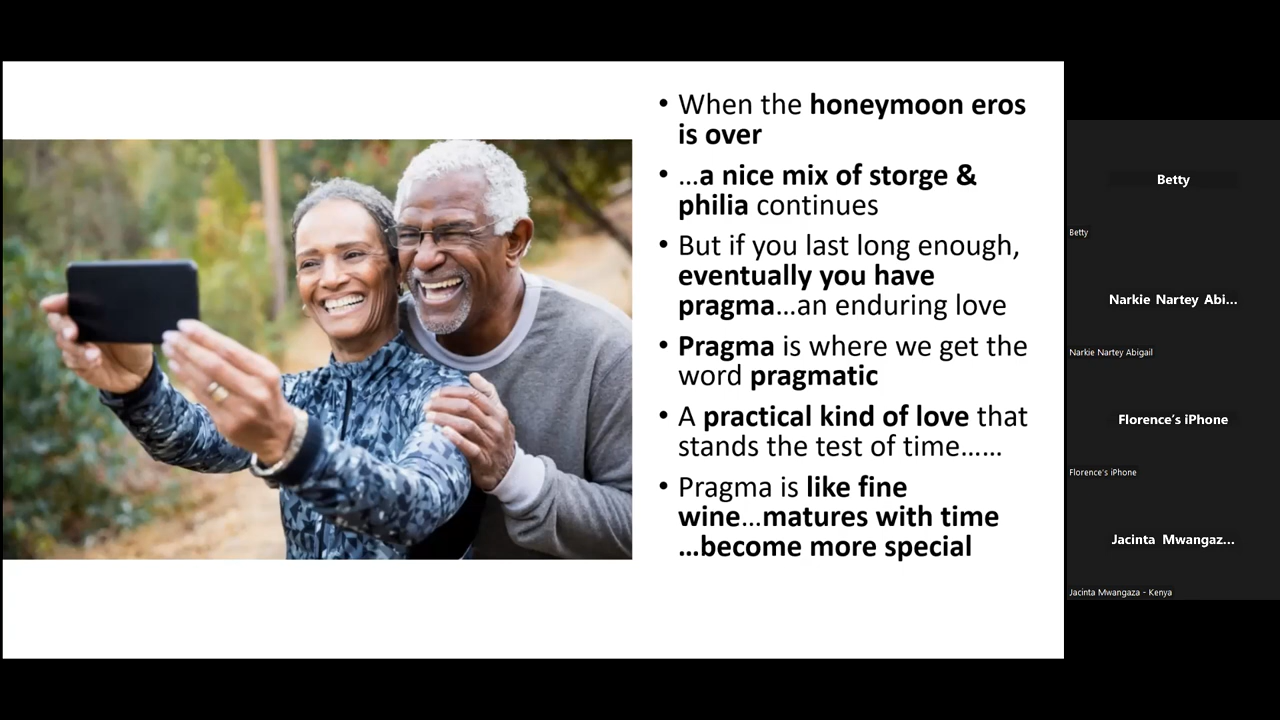 • When the honeymoon eros
is over
• …a nice mix of storge &
philia continues
• But if you last long enough,
eventually you have
pragma…an enduring love
• Pragma is where we get the
word pragmatic
• A practical kind of love that
stands the test of time……
• Pragma is like fine
wine…matures with time
…become more special
Betty
Betty
Narkie Nartey Abi...
Narkie Nartey Abigail
Florence's iPhone
Florence's iPhone
Jacinta Mwangaz...
Jacinta Mwangaza - Kenya